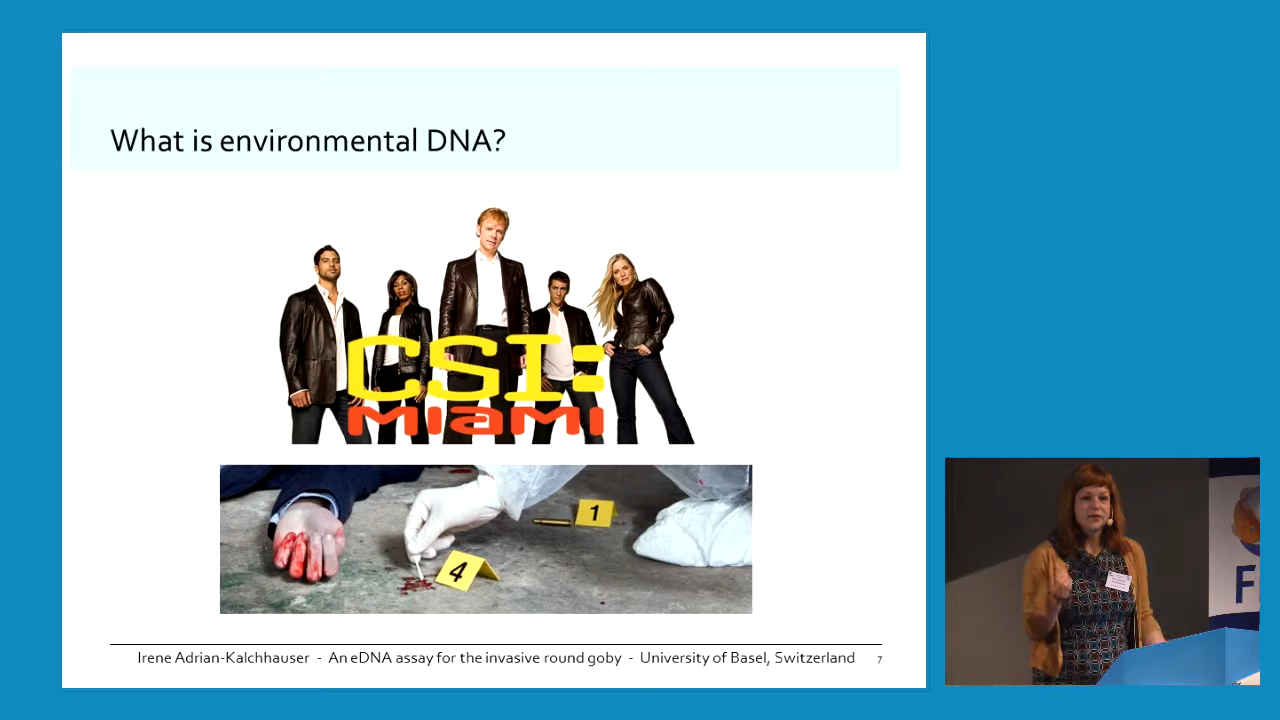 What is environmental DNA?
CSI:
MIAMI
1
4
Irene Adrian-Kalchhauser - An eDNA assay for the invasive round goby - University of Basel, Switzerland 7
F